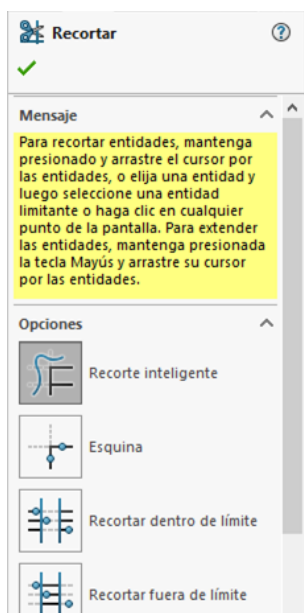 Recortar
Mensaje
Para recortar entidades, mantenga
presionado y arrastre el cursor por
las entidades, o elija una entidad y
luego seleccione una entidad
limitante o haga clic en cualquier
punto de la pantalla. Para extender
las entidades, mantenga presionada
la tecla Mayús y arrastre su cursor
por las entidades.
Opciones
Recorte inteligente
Esquina
Recortar dentro de límite
Recortar fuera de límite